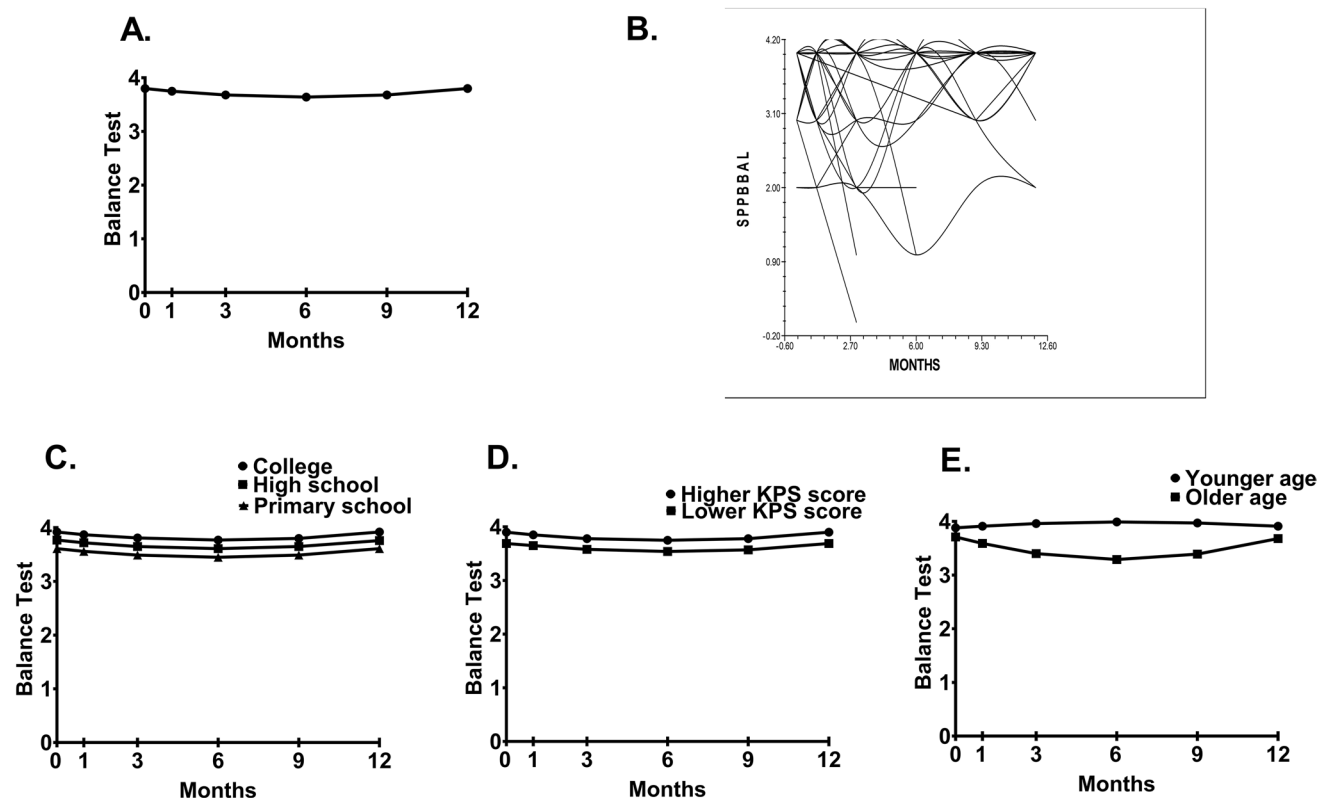 A.
4
3
2
1
0
Balance Test
0 1 3 6 9 12
Months
B.
4.20
3.10
2.00
0.90
-0.20
SPPBBAL
-0.60 2.70 6.00 9.30 12.60
MONTHS
C.
College
High school
Primary school
4
3
2
1
0
Balance Test
0 1 3 6 9 12
Months
D.
Higher KPS score
Lower KPS score
4
3
2
1
0
Balance Test
0 1 3 6 9 12
Months
E.
Younger age
Older age
4
3
2
1
0
Balance Test
0 1 3 6 9 12
Months